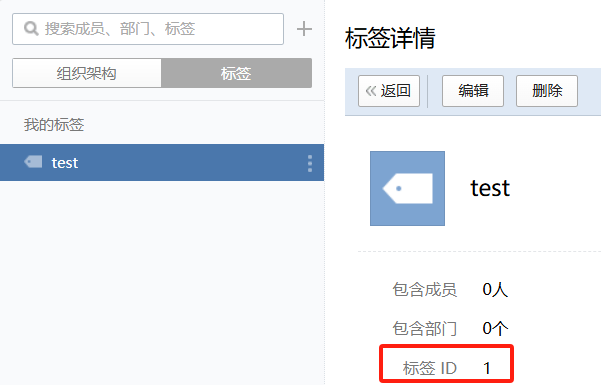 搜索成员、部门、标签
组织架构 标签
我的标签
test
标签详情
返回 编辑 删除
test
包含成员 0人
包含部门 0个
标签 ID 1